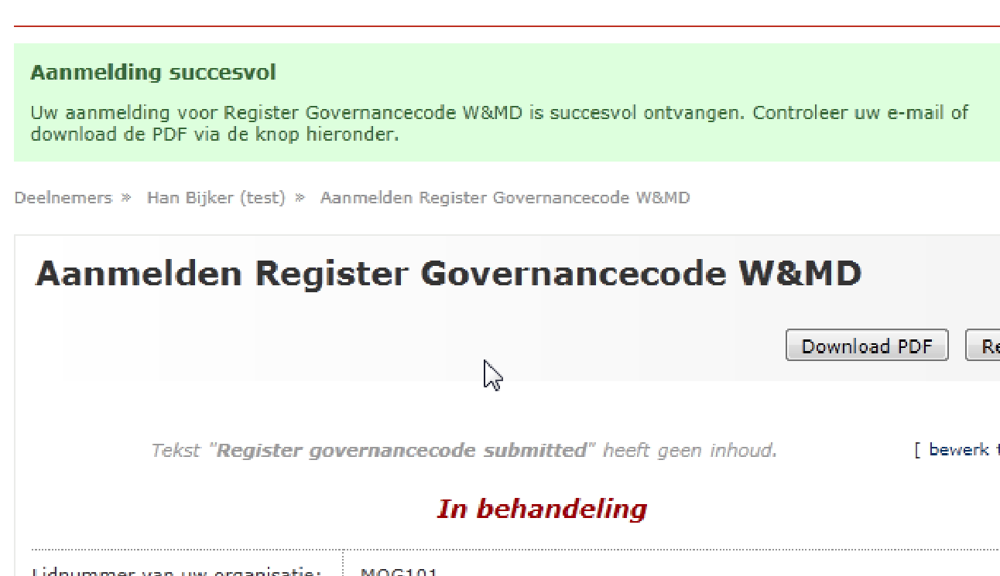 Aanmelding succesvol
Uw aanmelding voor Register Governancecode W&MD is succesvol ontvangen. Controleer uw e-mail of
download de PDF via de knop hieronder.
Deelnemers » Han Bijker (test) » Aanmelden Register Governancecode W&MD
Aanmelden Register Governancecode W&MD
Download PDF
Tekst "Register governancecode submitted" heeft geen inhoud. [ bewerk
In behandeling
Lidnummer van uw organisatie: MOG101